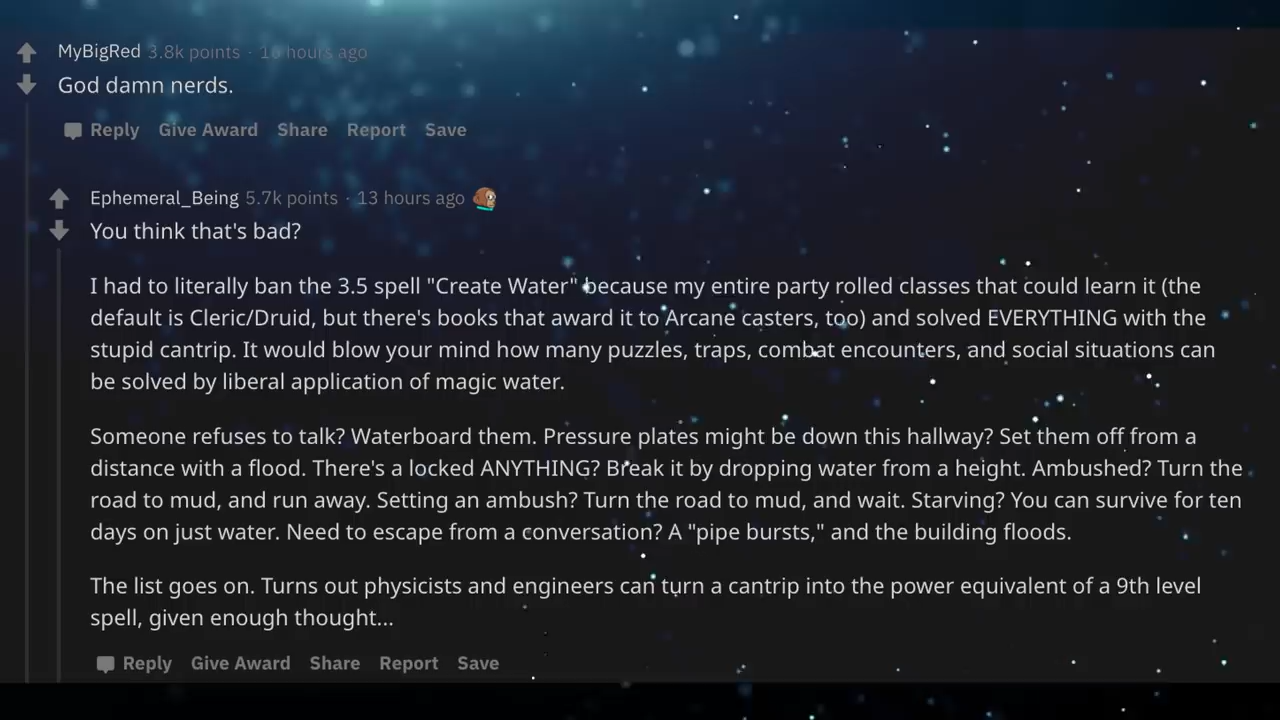 MyBigRed 3.8k points · 16 hours ago
God damn nerds.
Reply Give Award Share Report Save
Ephemeral_Being 5.7k points · 13 hours ago
You think that's bad?
I had to literally ban the 3.5 spell "Create Water" because my entire party rolled classes that could learn it (the
default is Cleric/Druid, but there's books that award it to Arcane casters, too) and solved EVERYTHING with the
stupid cantrip. It would blow your mind how many puzzles, traps, combat encounters, and social situations can
be solved by liberal application of magic water.
Someone refuses to talk? Waterboard them. Pressure plates might be down this hallway? Set them off from a
distance with a flood. There's a locked ANYTHING? Break it by dropping water from a height. Ambushed? Turn the
road to mud, and run away. Setting an ambush? Turn the road to mud, and wait. Starving? You can survive for ten
days on just water. Need to escape from a conversation? A "pipe bursts," and the building floods.
The list goes on. Turns out physicists and engineers can turn a cantrip into the power equivalent of a 9th level
spell, given enough thought...
Reply Give Award Share Report Save